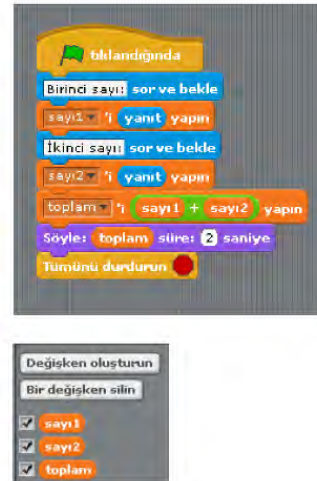 tıklandığında
Birinci sayı: sor ve bekle
sayı1 'i yanıt yapın
İkinci sayı: sor ve bekle
sayı2 'i yanıt yapın
toplam 'i sayı1 + sayı2 yapın
Söyle: toplam süre: 2 saniye
Tümünü durdurun
Değişken oluşturun
Bir değişken silin
sayı1
sayı2
toplam